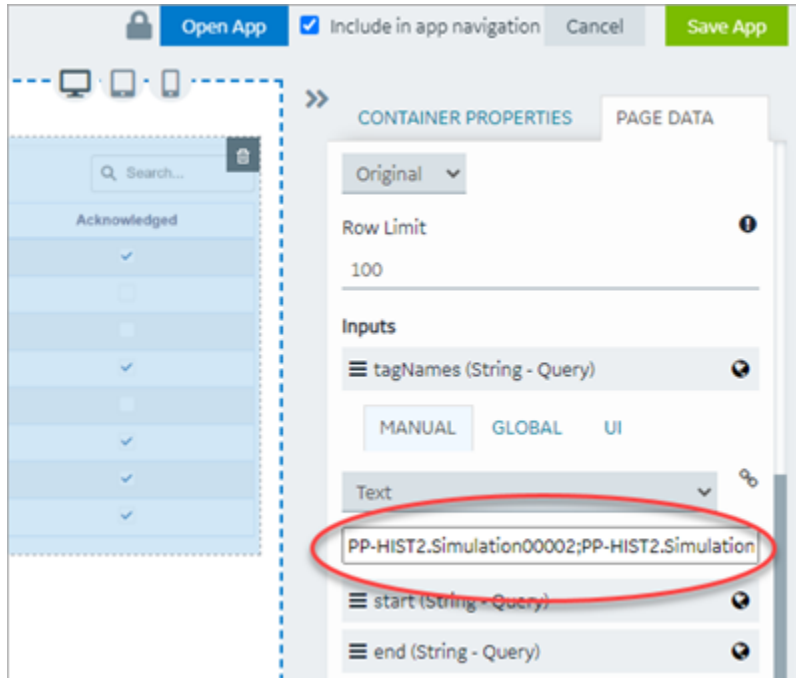 Open App
Include in app navigation
Cancel
Save App
CONTAINER PROPERTIES
PAGE DATA
Search...
Acknowledged
Original
Row Limit
100
Inputs
tagNames (String - Query)
MANUAL
GLOBAL
UI
Text
PP-HIST2.Simulation00002;PP-HIST2.Simulation
start (String - Query)
end (String - Query)